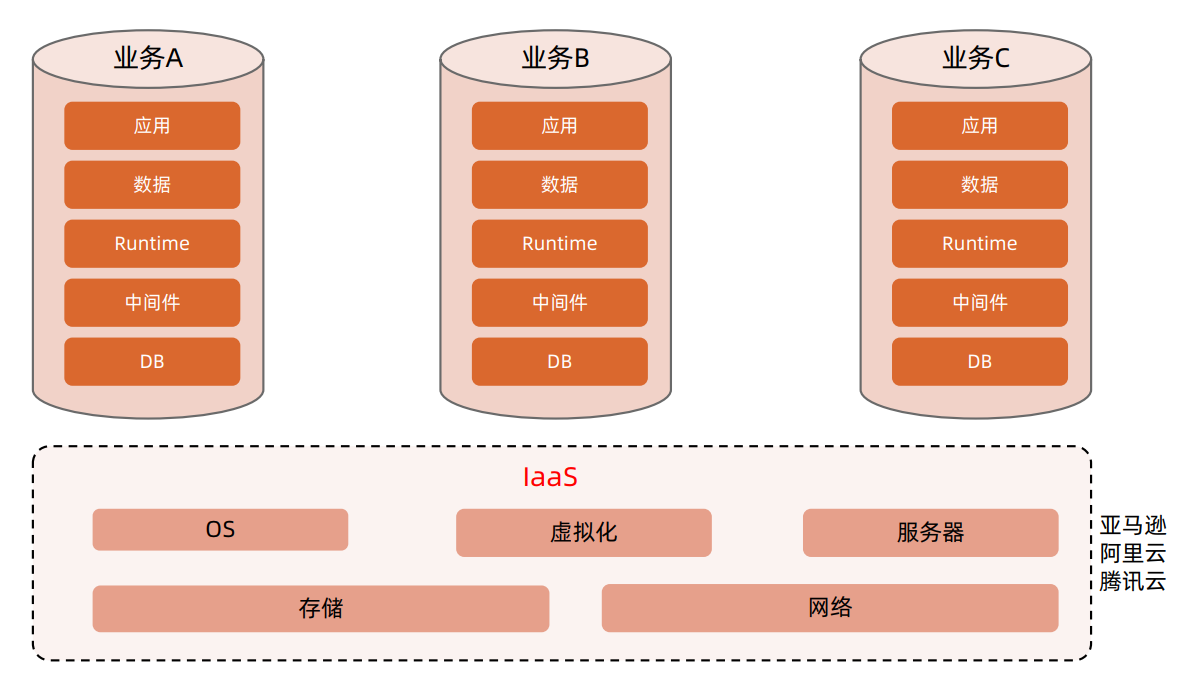 业务A
应用
数据
Runtime
中间件
DB
业务B
应用
数据
Runtime
中间件
DB
业务C
应用
数据
Runtime
中间件
DB
IaaS
OS
虚拟化
服务器
存储
网络
亚马逊
阿里云
腾讯云